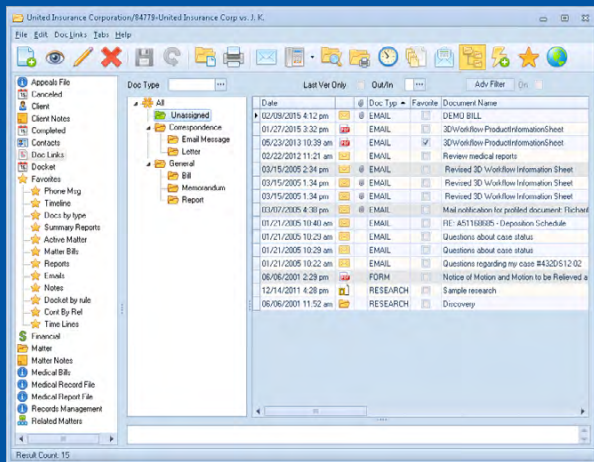 United Insurance Corporation/84779-United Insurance Corp vs. J. K.
File Edit Doc Links Tabs Help
Appeals File
Canceled
Client
Client Notes
Completed
Contacts
Doc Links
Docket
Favorites
Phone Msg
Timeline
Docs by type
Summary Reports
Active Matter
Matter Bills
Reports
Emails
Notes
Docket by rule
Cont By Rel
Time Lines
Financial
Matter
Matter Notes
Medical Bills
Medical Record File
Medical Report File
Records Management
Related Matters
Doc Type ... Last Ver Only Out/In ... Adv Filter On
All
Unassigned
Correspondence
Email Message
Letter
General
Bill
Memorandum
Report
Date Doc Typ Favorite Document Name
02/09/2015 4:12 pm EMAIL DEMO BILL
01/27/2015 3:32 pm EMAIL 3DWorkflow ProductInformationSheet
05/23/2013 10:39 am EMAIL 3DWorkflow ProductInformationSheet
02/22/2012 11:21 am EMAIL Review medical reports
03/15/2005 2:34 pm EMAIL Revised 3D Workflow Information Sheet
03/15/2005 1:34 pm EMAIL Revised 3D Workflow Information Sheet
03/15/2005 1:34 pm EMAIL Revised 3D Workflow Information Sheet
03/07/2005 4:38 pm EMAIL Mail notification for profiled document: Richard
01/21/2005 10:40 am EMAIL RE: A51168685 - Deposition Schedule
01/21/2005 10:29 am EMAIL Questions about case status
01/21/2005 10:29 am EMAIL Questions about case status
01/21/2005 10:22 am EMAIL Questions regarding my case #432DS12-02
06/06/2001 2:29 pm FORM Notice of Motion and Motion to be Relieved a
12/14/2011 4:28 pm RESEARCH Sample research
06/06/2001 11:52 am RESEARCH Discovery
Result Count: 15